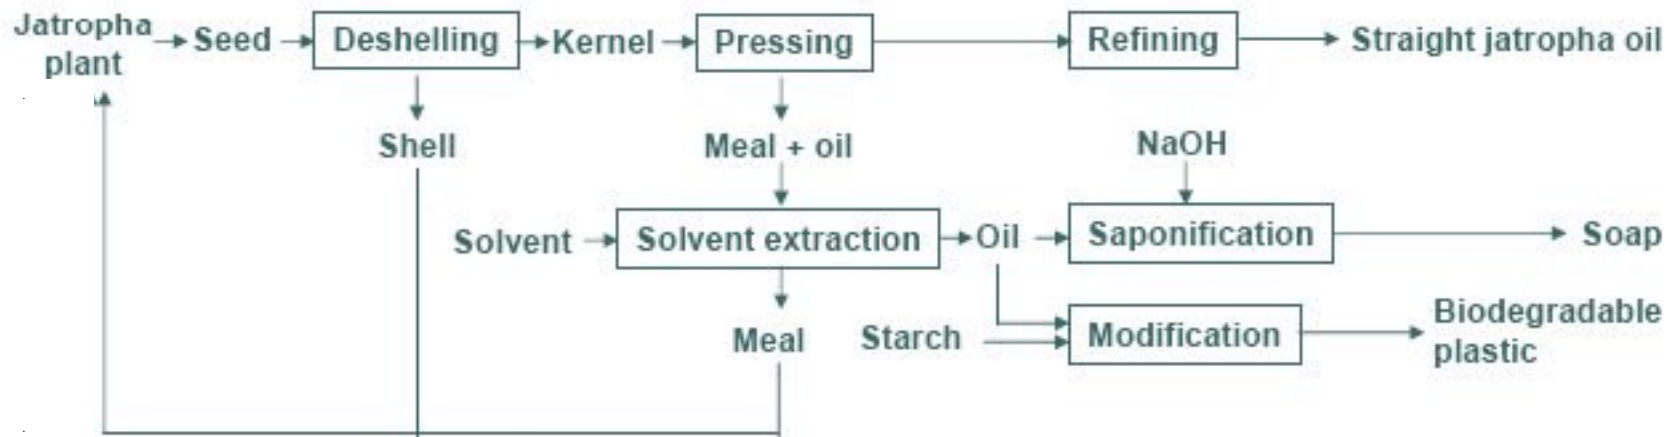 Jatropha
plant
Seed
Deshelling
Kernel
Pressing
Refining
Straight jatropha oil
Shell
Meal + oil
NaOH
Solvent
Solvent extraction
Oil
Saponification
Soap
Meal
Starch
Modification
Biodegradable
plastic